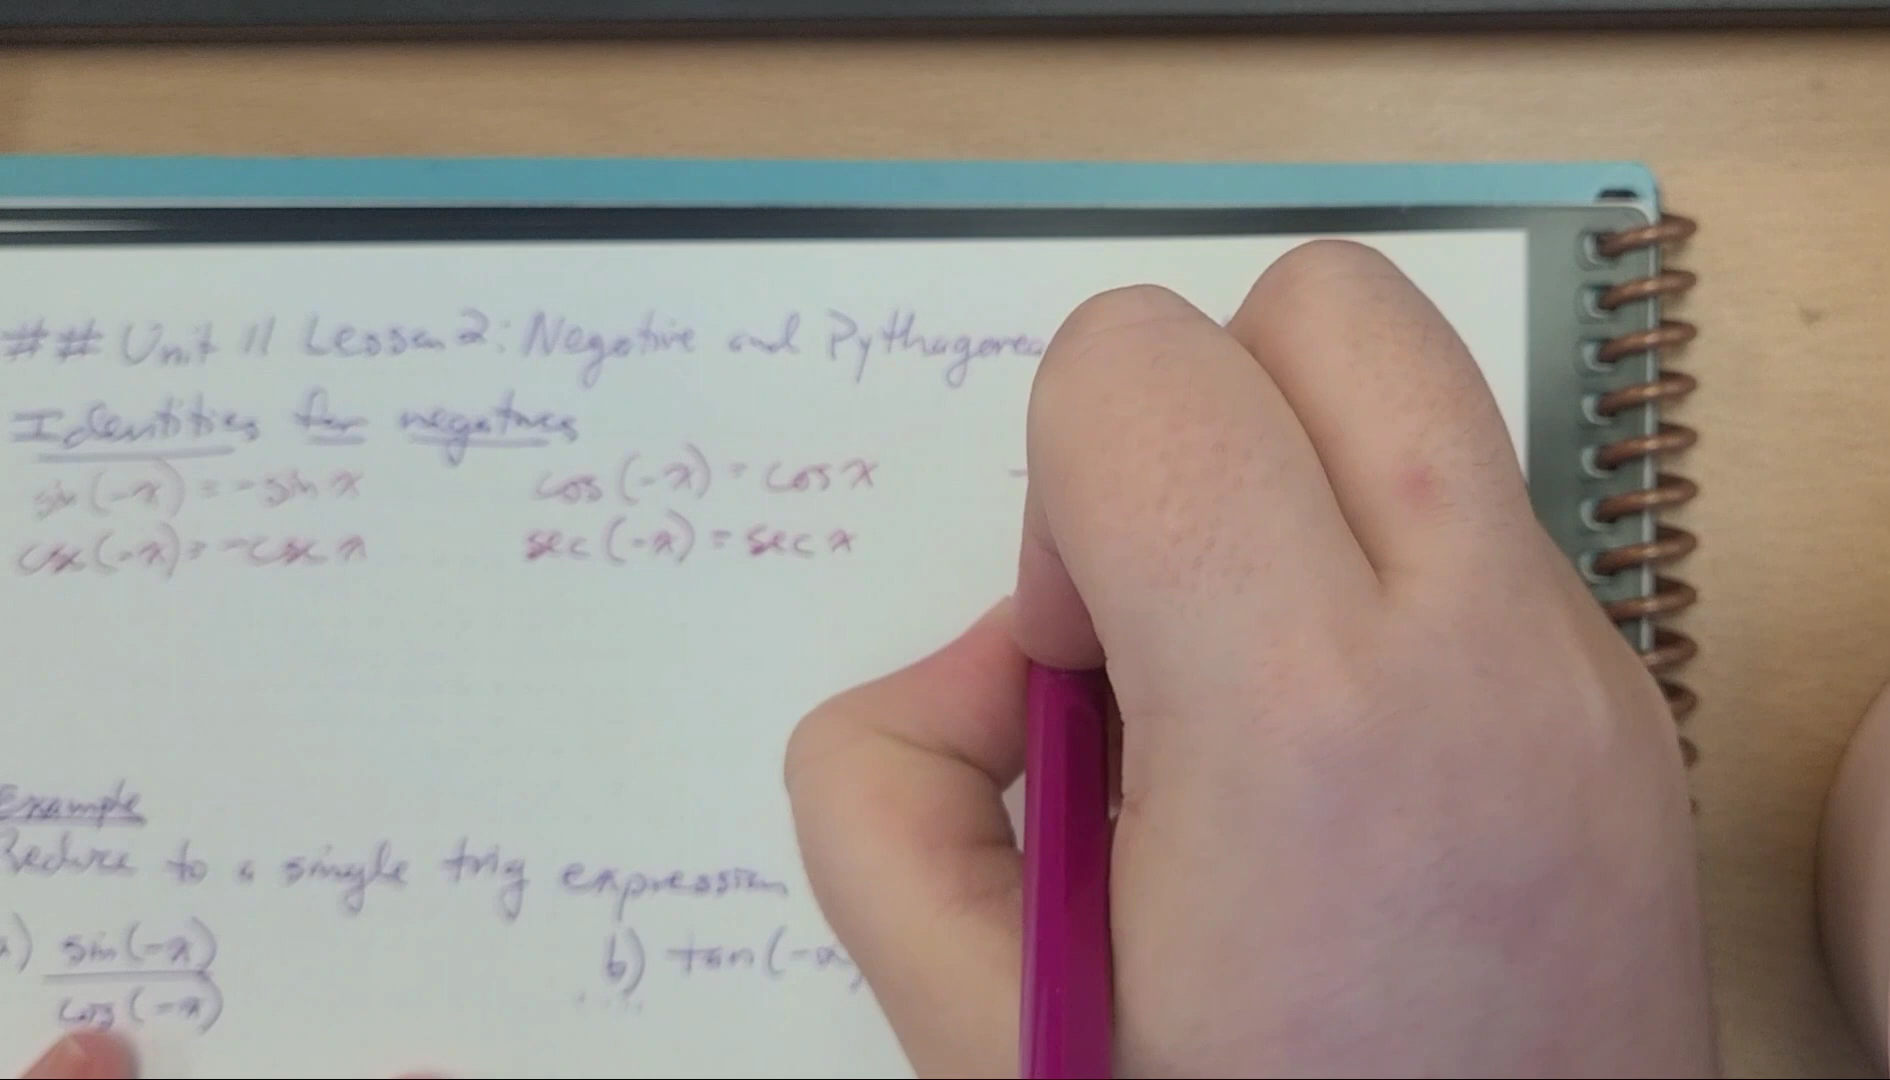 ## Unit 11 Lesson 2: Negative and Pythagorea
Identities for negatives
sin(-x) = -sin x cos(-x) = cos x
csc(-x) = -csc x sec(-x) = sec x
Example
Reduce to a single trig expression
a) sin(-x) b) tan(-x)
cos(-x)